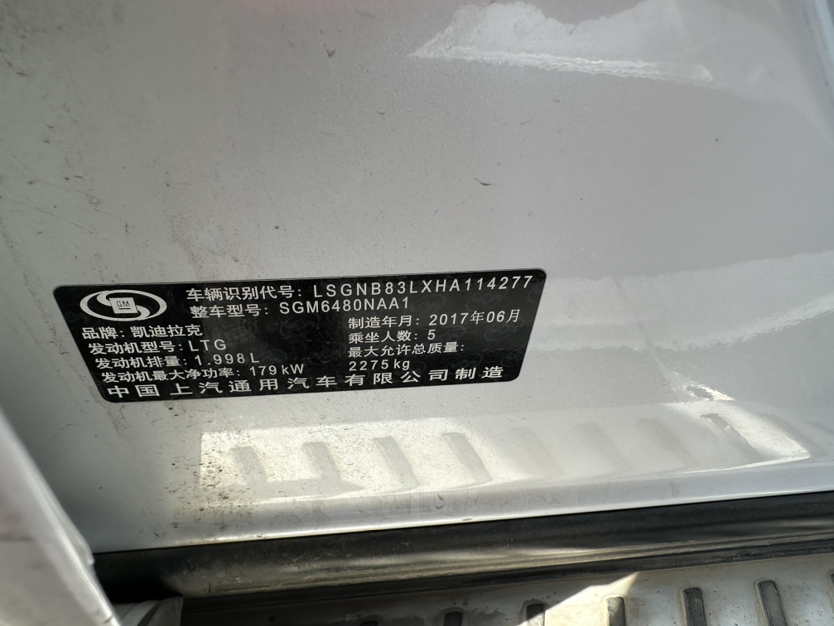 GM
车辆识别代号: LSGNB83LXHA114277
整车型号: SGM6480NAA1
品牌: 凯迪拉克
制造年月: 2017年06月
发动机型号: LTG
乘坐人数: 5
发动机排量: 1.998L
最大允许总质量:
发动机最大净功率: 179kW
2275kg
中国上汽通用汽车有限公司制造